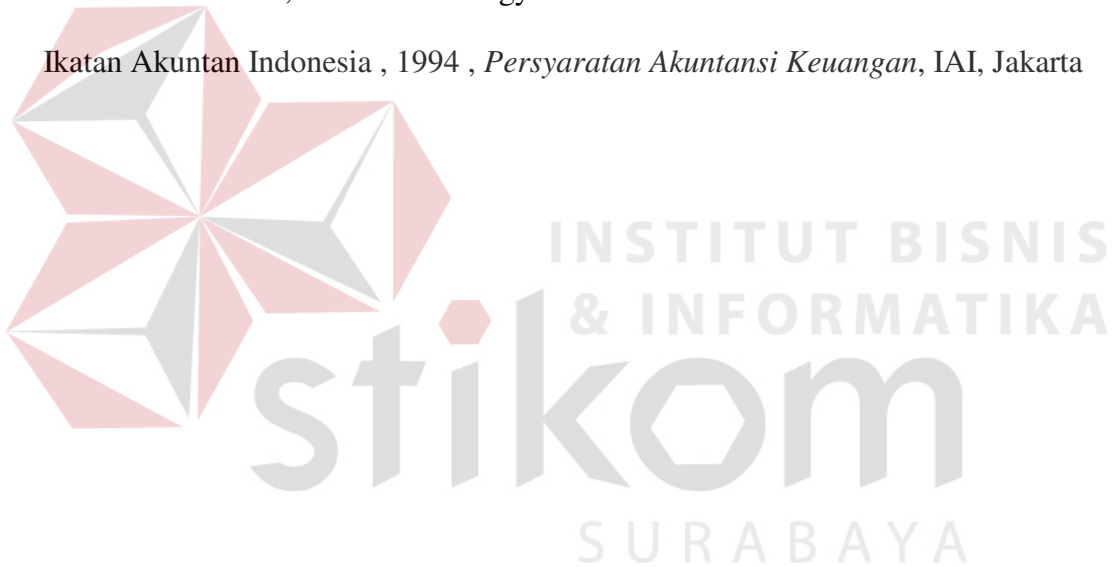 Ikatan Akuntan Indonesia , 1994 , Persyaratan Akuntansi Keuangan, IAI, Jakarta
INSTITUT BISNIS
& INFORMATIKA
stikom
SURABAYA